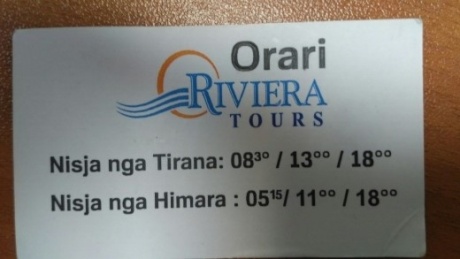 Orari
RIVIERA
TOURS
Nisja nga Tirana: 08³⁰ / 13⁰⁰ / 18⁰⁰
Nisja nga Himara : 05¹⁵/ 11⁰⁰ / 18⁰⁰